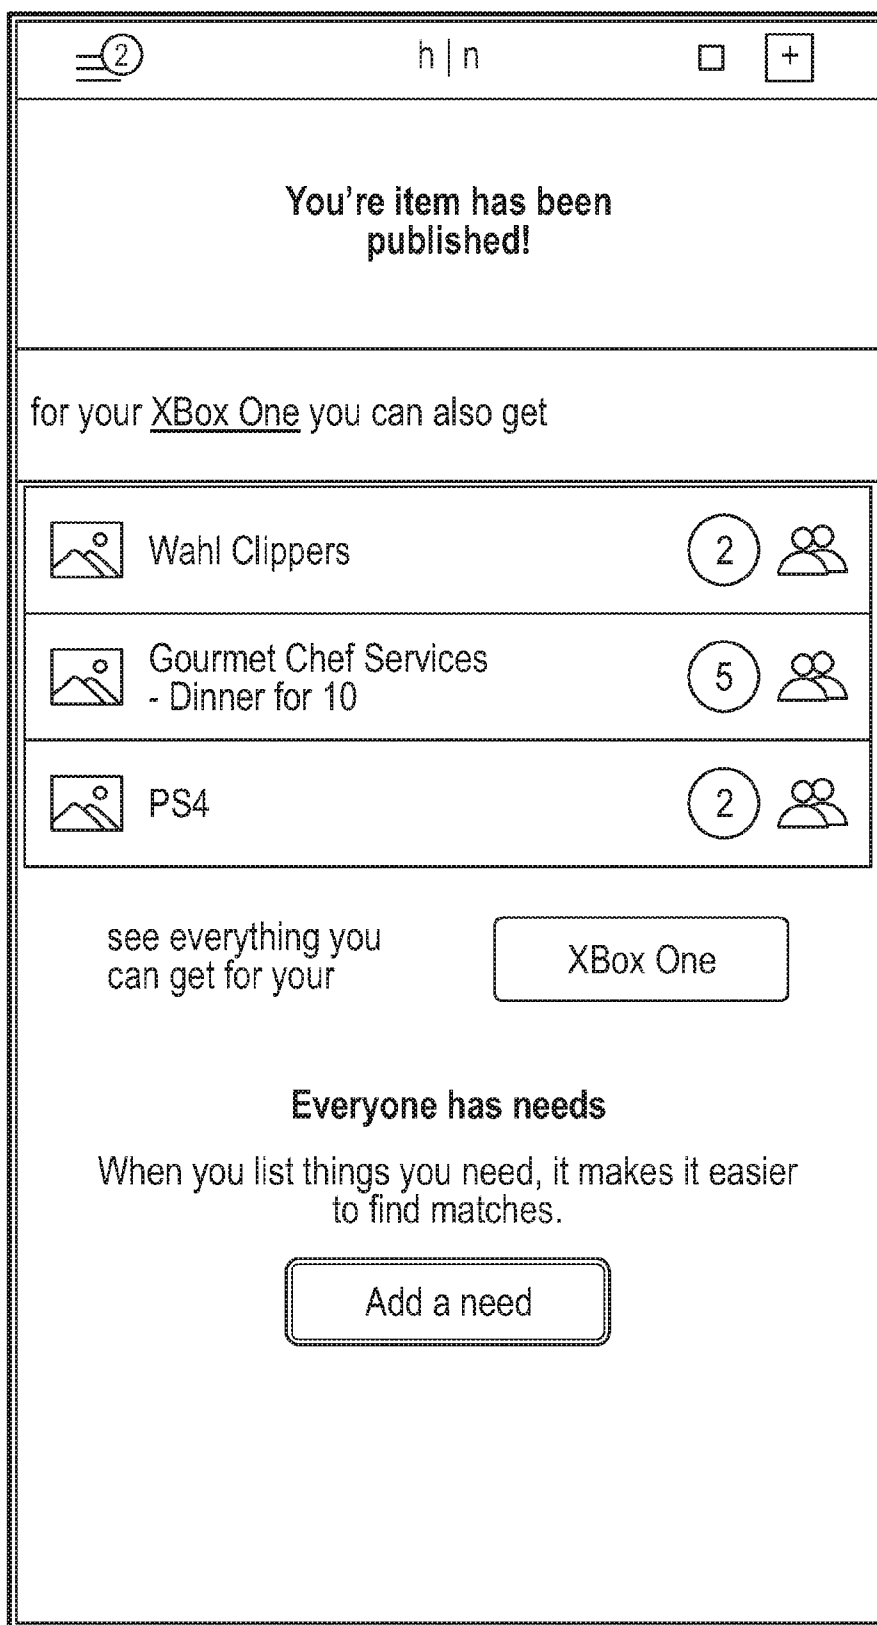 2 h | n +
You're item has been
published!
for your XBox One you can also get
Wahl Clippers 2
Gourmet Chef Services
- Dinner for 10 5
PS4 2
see everything you
can get for your
XBox One
Everyone has needs
When you list things you need, it makes it easier
to find matches.
Add a need